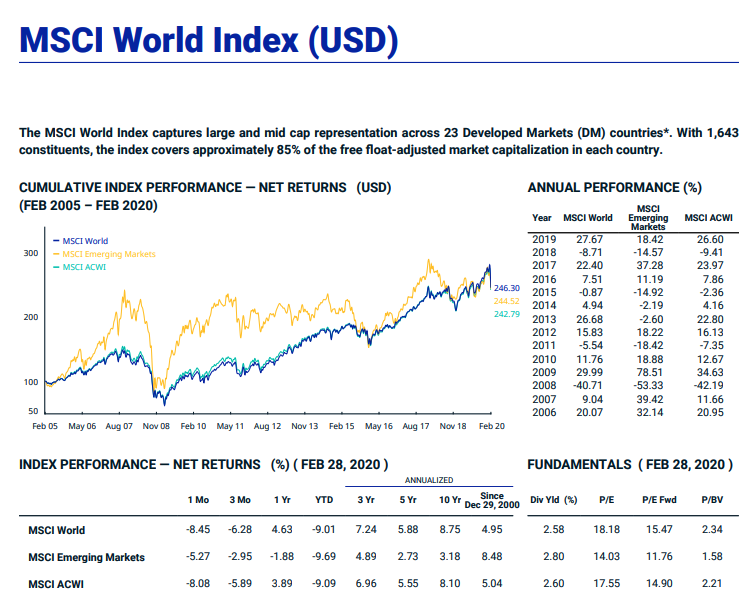 MSCI World Index (USD)
The MSCI World Index captures large and mid cap representation across 23 Developed Markets (DM) countries*. With 1,643
constituents, the index covers approximately 85% of the free float-adjusted market capitalization in each country.
CUMULATIVE INDEX PERFORMANCE — NET RETURNS (USD)
(FEB 2005 – FEB 2020)
MSCI World
MSCI Emerging Markets
MSCI ACWI
300
200
100
50
246.30
244.52
242.79
Feb 05 May 06 Aug 07 Nov 08 Feb 10 May 11 Aug 12 Nov 13 Feb 15 May 16 Aug 17 Nov 18 Feb 20
ANNUAL PERFORMANCE (%)
Year MSCI World MSCI Emerging Markets MSCI ACWI
2019 27.67 18.42 26.60
2018 -8.71 -14.57 -9.41
2017 22.40 37.28 23.97
2016 7.51 11.19 7.86
2015 -0.87 -14.92 -2.36
2014 4.94 -2.19 4.16
2013 26.68 -2.60 22.80
2012 15.83 18.22 16.13
2011 -5.54 -18.42 -7.35
2010 11.76 18.88 12.67
2009 29.99 78.51 34.63
2008 -40.71 -53.33 -42.19
2007 9.04 39.42 11.66
2006 20.07 32.14 20.95
INDEX PERFORMANCE — NET RETURNS (%) ( FEB 28, 2020 )
ANNUALIZED
1 Mo 3 Mo 1 Yr YTD 3 Yr 5 Yr 10 Yr Since Dec 29, 2000
MSCI World -8.45 -6.28 4.63 -9.01 7.24 5.88 8.75 4.95
MSCI Emerging Markets -5.27 -2.95 -1.88 -9.69 4.89 2.73 3.18 8.48
MSCI ACWI -8.08 -5.89 3.89 -9.09 6.96 5.55 8.10 5.04
FUNDAMENTALS ( FEB 28, 2020 )
Div Yld (%) P/E P/E Fwd P/BV
2.58 18.18 15.47 2.34
2.80 14.03 11.76 1.58
2.60 17.55 14.90 2.21